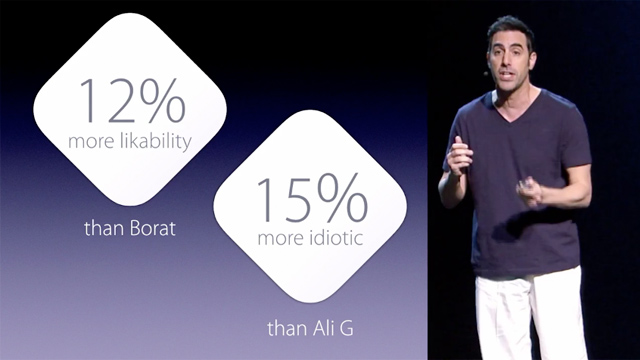 12%
more likability
than Borat
15%
more idiotic
than Ali G